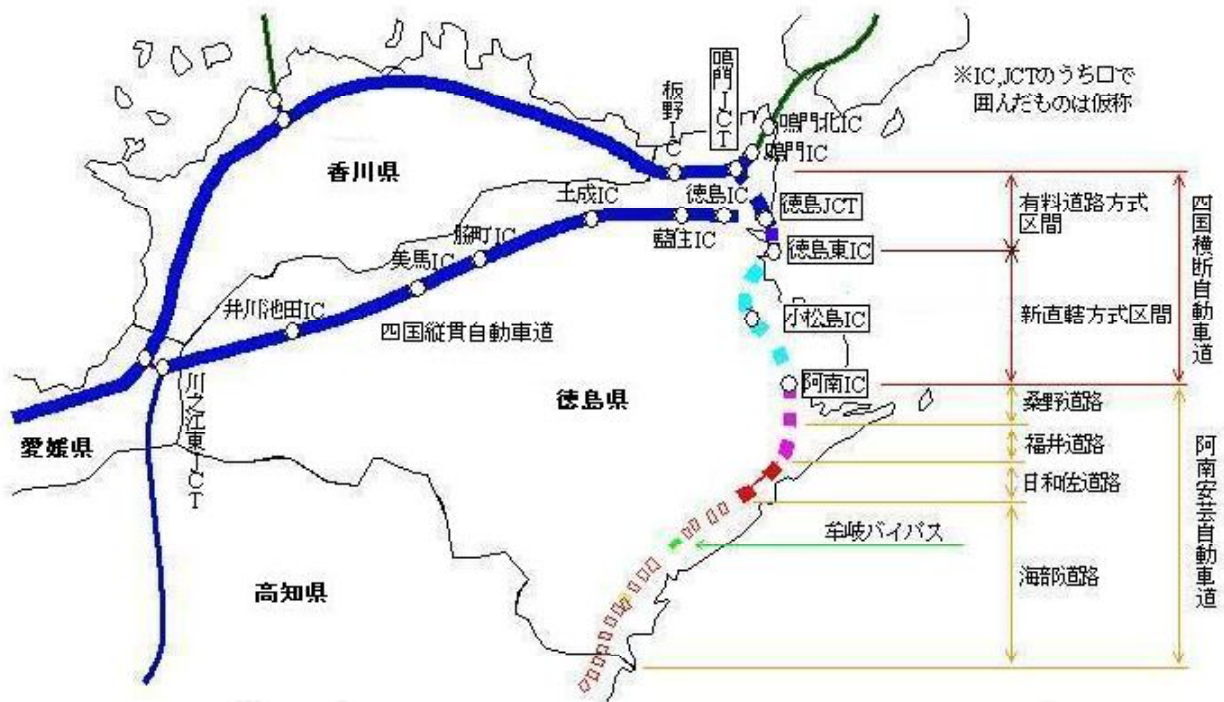 ※IC,JCTのうち口で
囲んだものは仮称
鳴門JCT
板野IC
鳴門北IC
鳴門IC
香川県
土成IC
徳島IC
徳島JCT
有料道路方式
区間
四国横断自動車道
脇町IC
藍住IC
徳島東IC
美馬IC
井川池田IC
四国縦貫自動車道
小松島IC
新直轄方式区間
川之江東JCT
徳島県
阿南IC
桑野道路
愛媛県
福井道路
阿南安芸自動車道
日和佐道路
牟岐バイパス
海部道路
高知県